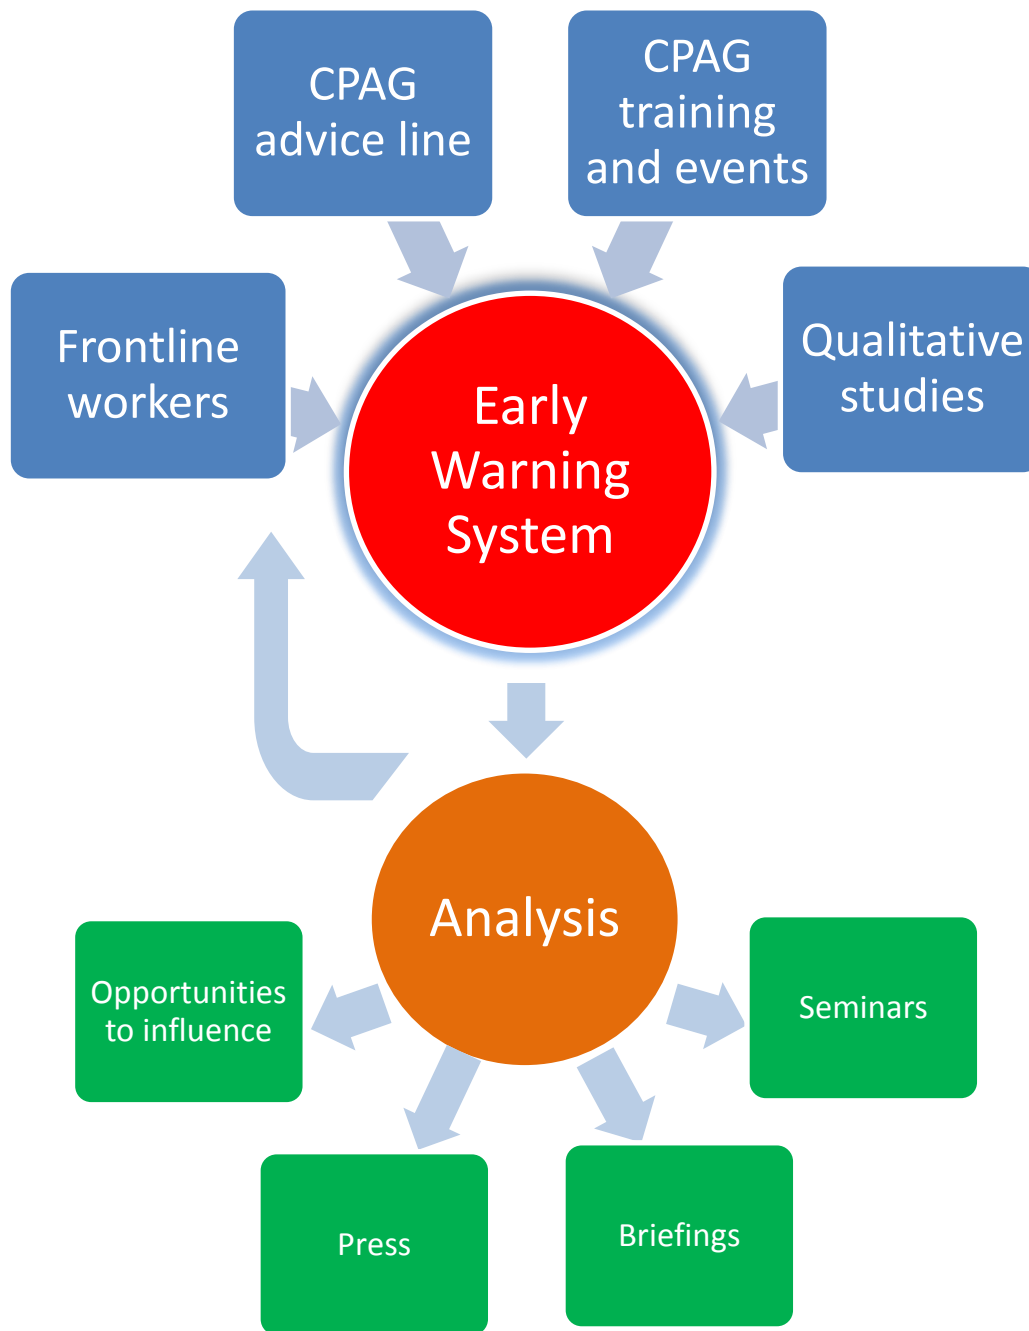 CPAG
advice line
CPAG
training
and events
Frontline
workers
Qualitative
studies
Early
Warning
System
Analysis
Opportunities
to influence
Seminars
Press
Briefings